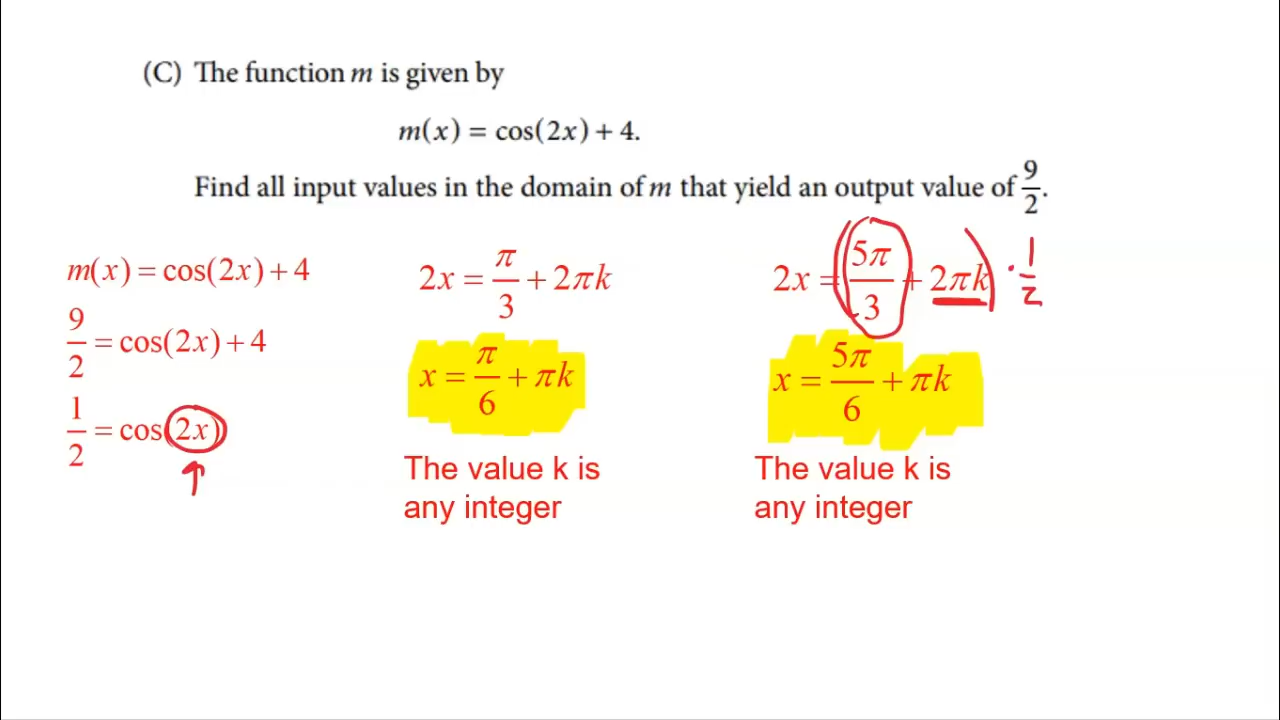 (C) The function m is given by
m(x) = cos(2x) + 4.
Find all input values in the domain of m that yield an output value of 9/2.
m(x) = cos(2x) + 4
9/2 = cos(2x) + 4
1/2 = cos(2x)
2x = π/3 + 2πk
x = π/6 + πk
The value k is
any integer
2x = (5π/3 + 2πk) · 1/2
x = 5π/6 + πk
The value k is
any integer